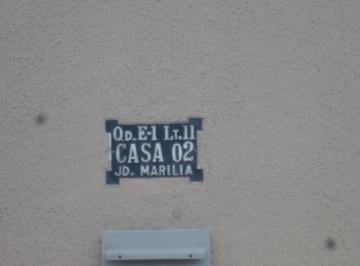 QD. E-1 LT. 11
CASA 02
JD. MARILIA